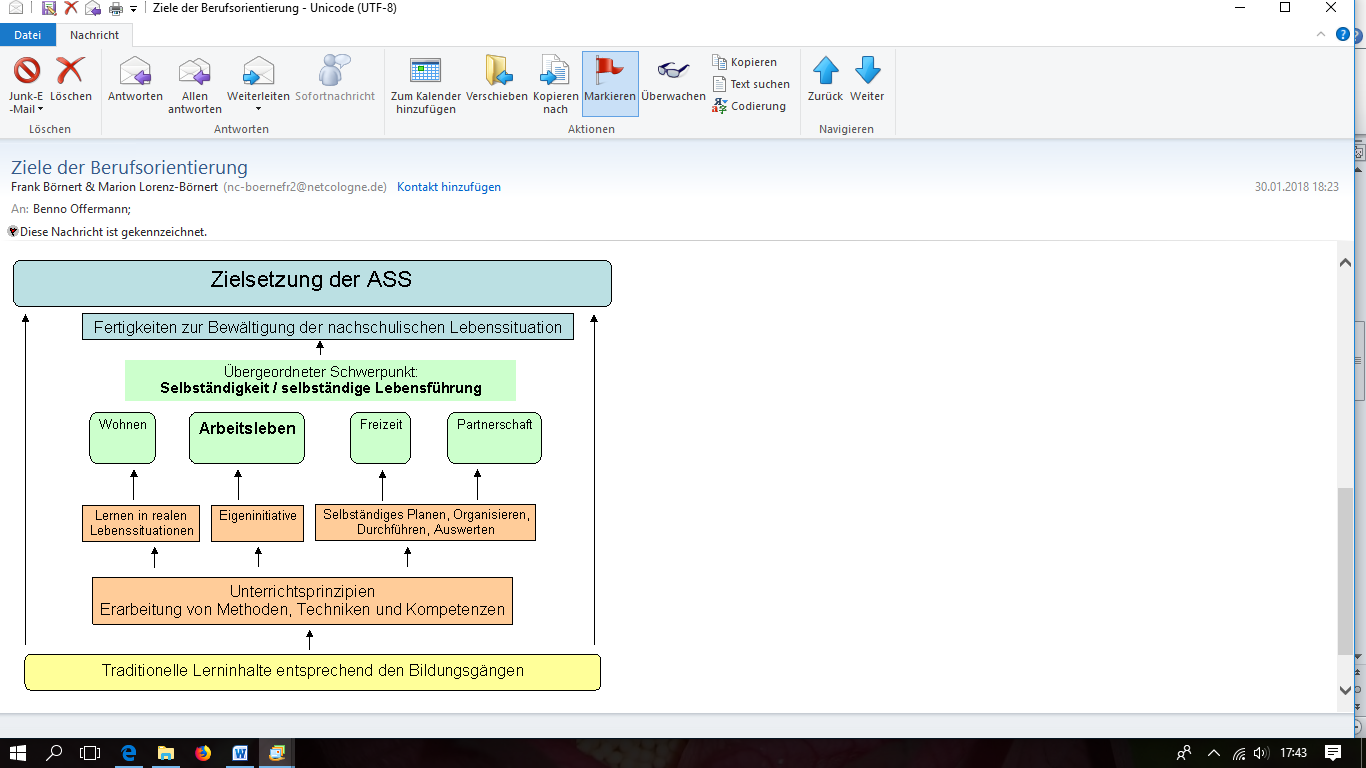 Ziele der Berufsorientierung - Unicode (UTF-8)
Datei
Nachricht
Junk-E
-Mail
Löschen
Antworten
Allen
antworten
Weiterleiten
Sofortnachricht
Zum Kalender
hinzufügen
Verschieben
Kopieren
nach
Markieren
Überwachen
Kopieren
Text suchen
Codierung
Zurück
Weiter
Löschen
Antworten
Aktionen
Navigieren
Ziele der Berufsorientierung
Frank Börnert & Marion Lorenz-Börnert (nc-boernefr2@netcologne.de) Kontakt hinzufügen
30.01.2018 18:23
An: Benno Offermann;
Diese Nachricht ist gekennzeichnet.
Zielsetzung der ASS
Fertigkeiten zur Bewältigung der nachschulischen Lebenssituation
Übergeordneter Schwerpunkt:
Selbständigkeit / selbständige Lebensführung
Wohnen
Arbeitsleben
Freizeit
Partnerschaft
Lernen in realen
Lebenssituationen
Eigeninitiative
Selbständiges Planen, Organisieren,
Durchführen, Auswerten
Unterrichtsprinzipien
Erarbeitung von Methoden, Techniken und Kompetenzen
Traditionelle Lerninhalte entsprechend den Bildungsgängen
17:43